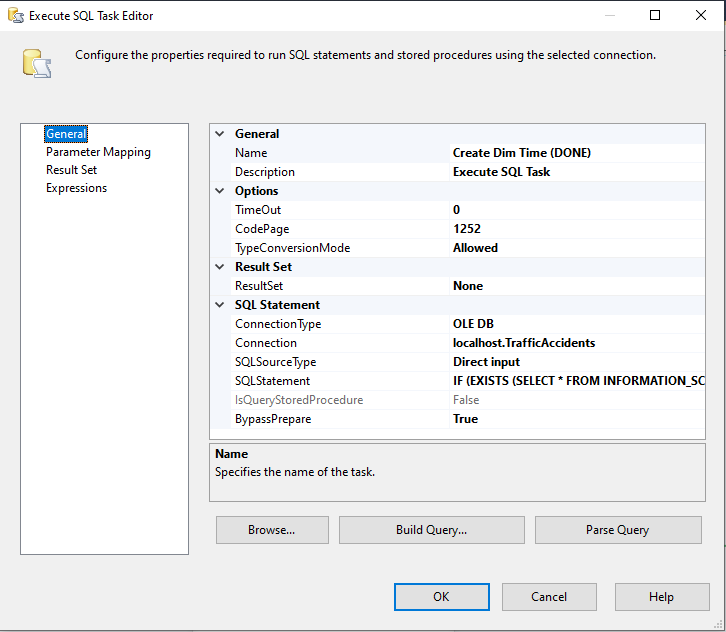 Execute SQL Task Editor
Configure the properties required to run SQL statements and stored procedures using the selected connection.
General
Parameter Mapping
Result Set
Expressions
General
Name Create Dim Time (DONE)
Description Execute SQL Task
Options
TimeOut 0
CodePage 1252
TypeConversionMode Allowed
Result Set
ResultSet None
SQL Statement
ConnectionType OLE DB
Connection localhost.TrafficAccidents
SQLSourceType Direct input
SQLStatement IF (EXISTS (SELECT * FROM INFORMATION_SC
IsQueryStoredProcedure False
BypassPrepare True
Name
Specifies the name of the task.
Browse... Build Query... Parse Query
OK Cancel Help